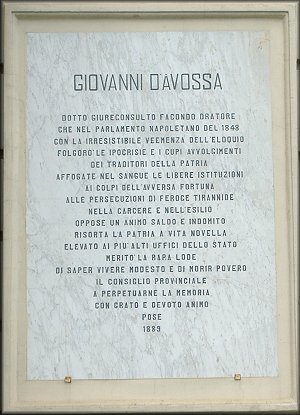 GIOVANNI D'AVOSSA
DOTTO GIURECONSULTO FACONDO ORATORE
CHE NEL PARLAMENTO NAPOLETANO DEL 1848
CON LA IRRESISTIBILE VEEMENZA DELL'ELOQUIO
FOLGORO' LE IPOCRISIE E I CUPI AVVOLGIMENTI
DEI TRADITORI DELLA PATRIA
AFFOGATE NEL SANGUE LE LIBERE ISTITUZIONI
AI COLPI DELL'AVVERSA FORTUNA
ALLE PERSECUZIONI DI FEROCE TIRANNIDE
NELLA CARCERE E NELL'ESILIO
OPPOSE UN ANIMO SALDO E INDOMITO
RISORTA LA PATRIA A VITA NOVELLA
ELEVATO AI PIU' ALTI UFFICI DELLO STATO
MERITO LA RARA LODE
DI SAPER VIVERE MODESTO E DI MORIR POVERO
IL CONSIGLIO PROVINCIALE
A PERPETUARNE LA MEMORIA
CON GRATO E DEVOTO ANIMO
POSE
1889